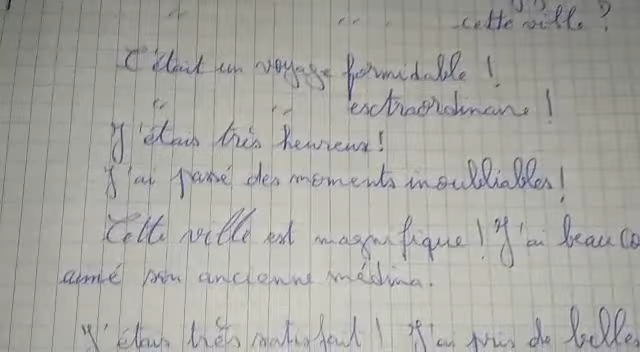 " " cette ville?
C'était un voyage formidable!
" " extraordinaire!
J'étais très heureux!
J'ai passé des moments inoubliables!
Cette ville est magnifique! J'ai beauco
aimé son ancienne médina.
J'étais très satisfait! J'ai pris de belles